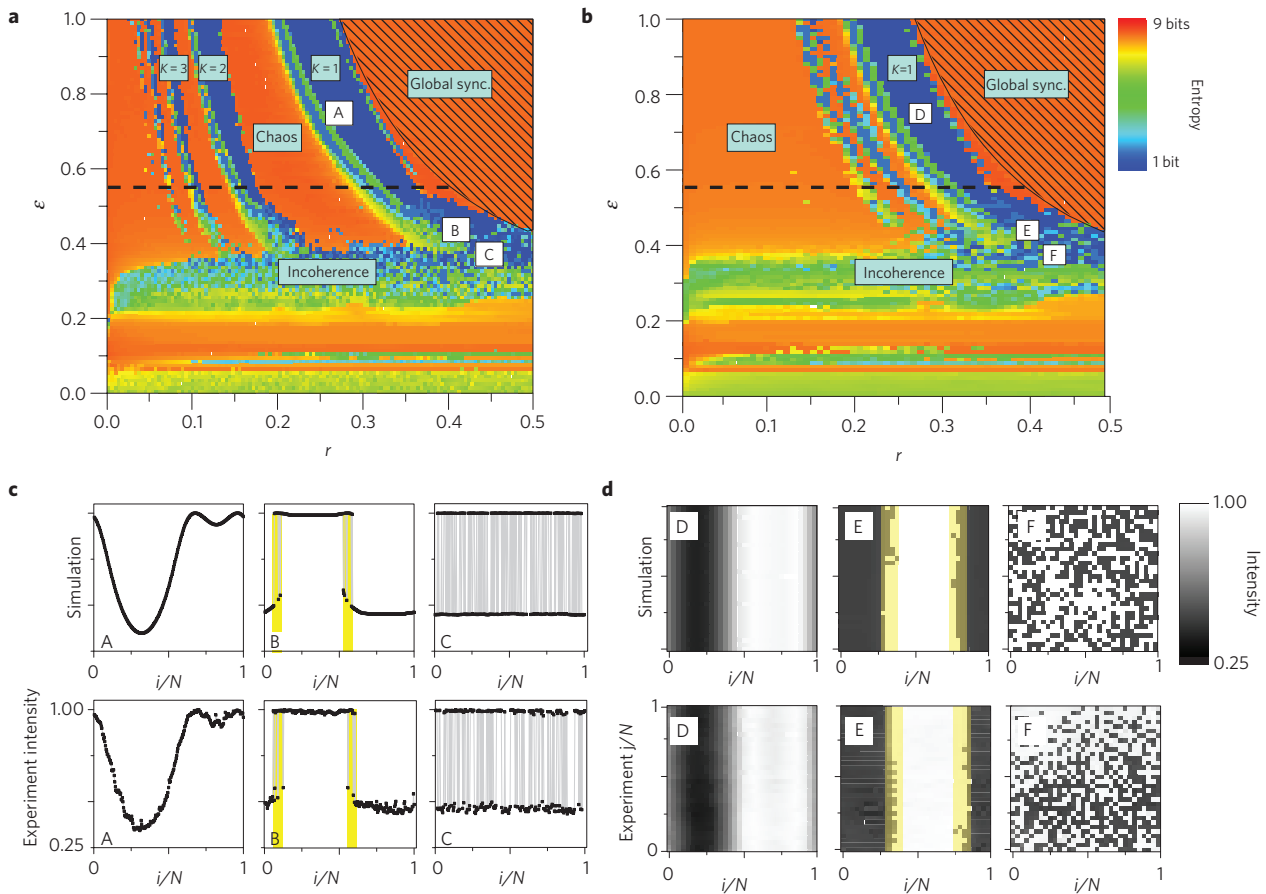 a
1.0
0.8
0.6
ε
0.4
0.2
0.0
0.0 0.1 0.2 0.3 0.4 0.5
r
K = 3
K = 2
K = 1
Global sync.
A
Chaos
B
C
Incoherence
b
1.0
0.8
0.6
ε
0.4
0.2
0.0
0.0 0.1 0.2 0.3 0.4 0.5
r
K=1
Global sync.
D
Chaos
E
F
Incoherence
9 bits
Entropy
1 bit
c
Simulation
A
B
C
0 1
i/N
0 1
i/N
0 1
i/N
Experiment intensity
1.00
0.25
A
B
C
0 1
i/N
0 1
i/N
0 1
i/N
d
Simulation
D
E
F
0 1
i/N
0 1
i/N
0 1
i/N
1.00
Intensity
0.25
Experiment j/N
1
0
D
E
F
0 1
i/N
0 1
i/N
0 1
i/N